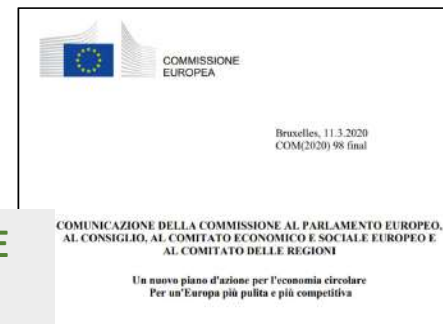 COMMISSIONE
EUROPEA
Bruxelles, 11.3.2020
COM(2020) 98 final
E
COMUNICAZIONE DELLA COMMISSIONE AL PARLAMENTO EUROPEO,
AL CONSIGLIO, AL COMITATO ECONOMICO E SOCIALE EUROPEO E
AL COMITATO DELLE REGIONI
Un nuovo piano d'azione per l'economia circolare
Per un'Europa più pulita e più competitiva